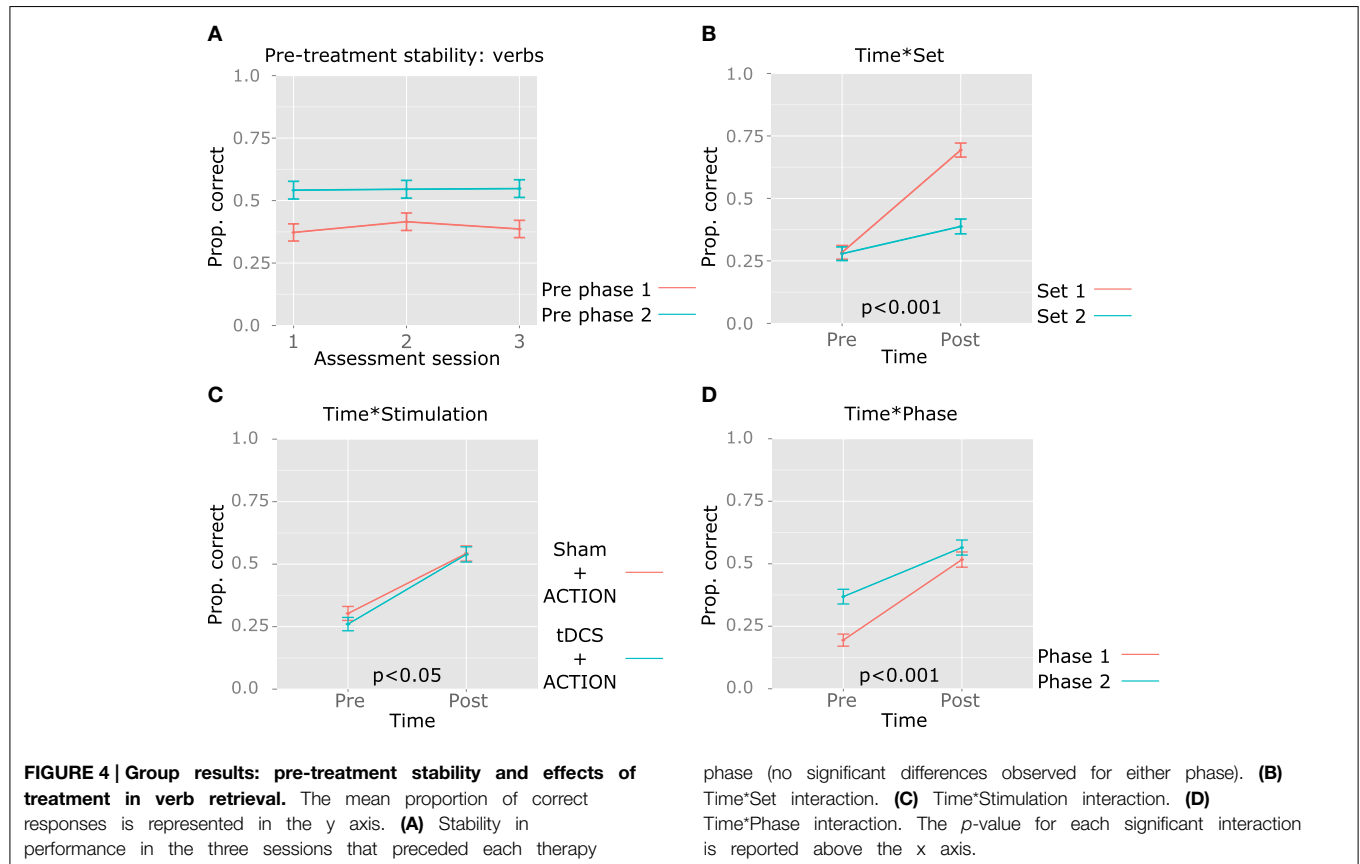 A
Pre-treatment stability: verbs
1.0
0.75
0.5
0.25
0.0
Prop. correct
1 2 3
Assessment session
Pre phase 1
Pre phase 2
B
Time*Set
1.0
0.75
0.5
0.25
0.0
Prop. correct
p<0.001
Pre Post
Time
Set 1
Set 2
C
Time*Stimulation
1.0
0.75
0.5
0.25
0.0
Prop. correct
p<0.05
Pre Post
Time
Sham
+
ACTION
tDCS
+
ACTION
D
Time*Phase
1.0
0.75
0.5
0.25
0.0
Prop. correct
p<0.001
Pre Post
Time
Phase 1
Phase 2
FIGURE 4 | Group results: pre-treatment stability and effects of
treatment in verb retrieval. The mean proportion of correct
responses is represented in the y axis. (A) Stability in
performance in the three sessions that preceded each therapy
phase (no significant differences observed for either phase). (B)
Time*Set interaction. (C) Time*Stimulation interaction. (D)
Time*Phase interaction. The p-value for each significant interaction
is reported above the x axis.